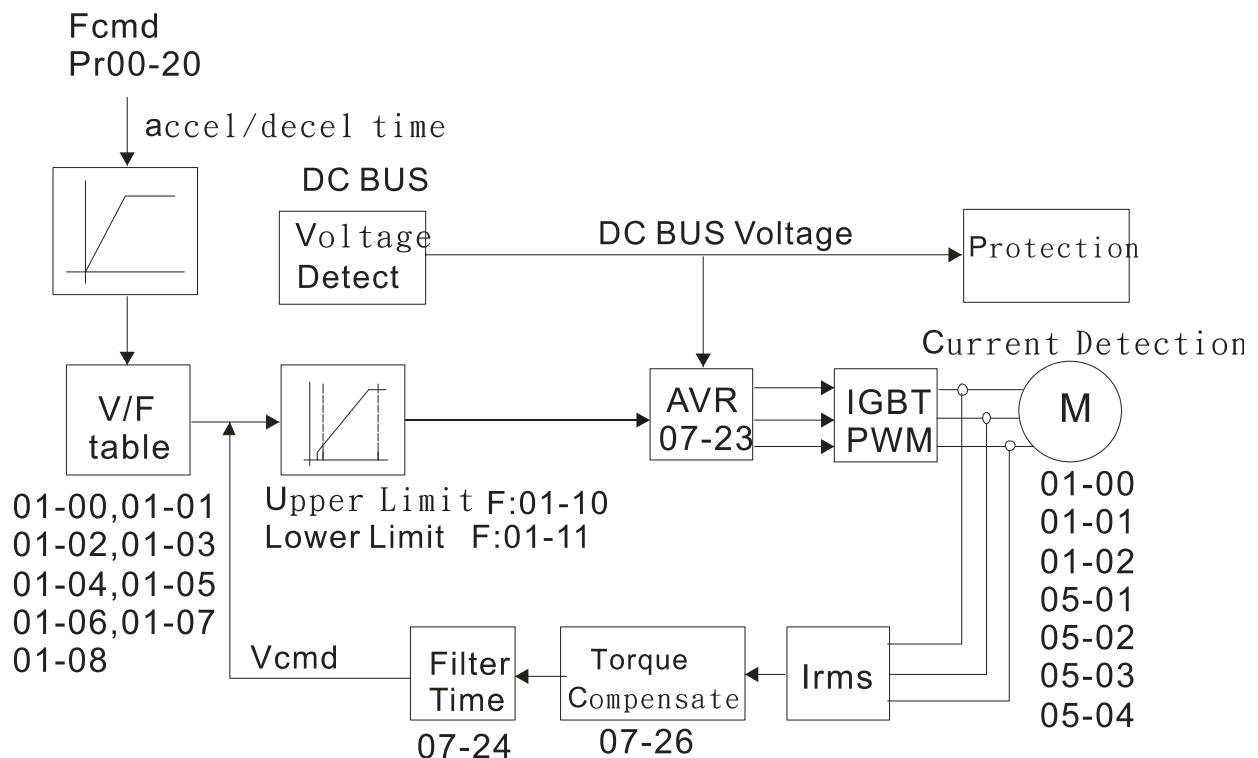 Fcmd
Pr00-20
accel/decel time
DC BUS
Voltage
Detect
DC BUS Voltage
Protection
Current Detection
V/F
table
AVR
07-23
IGBT
PWM
M
01-00,01-01
01-02,01-03
01-04,01-05
01-06,01-07
01-08
Upper Limit F:01-10
Lower Limit F:01-11
01-00
01-01
01-02
05-01
05-02
05-03
05-04
Vcmd
Filter
Time
07-24
Torque
Compensate
07-26
Irms